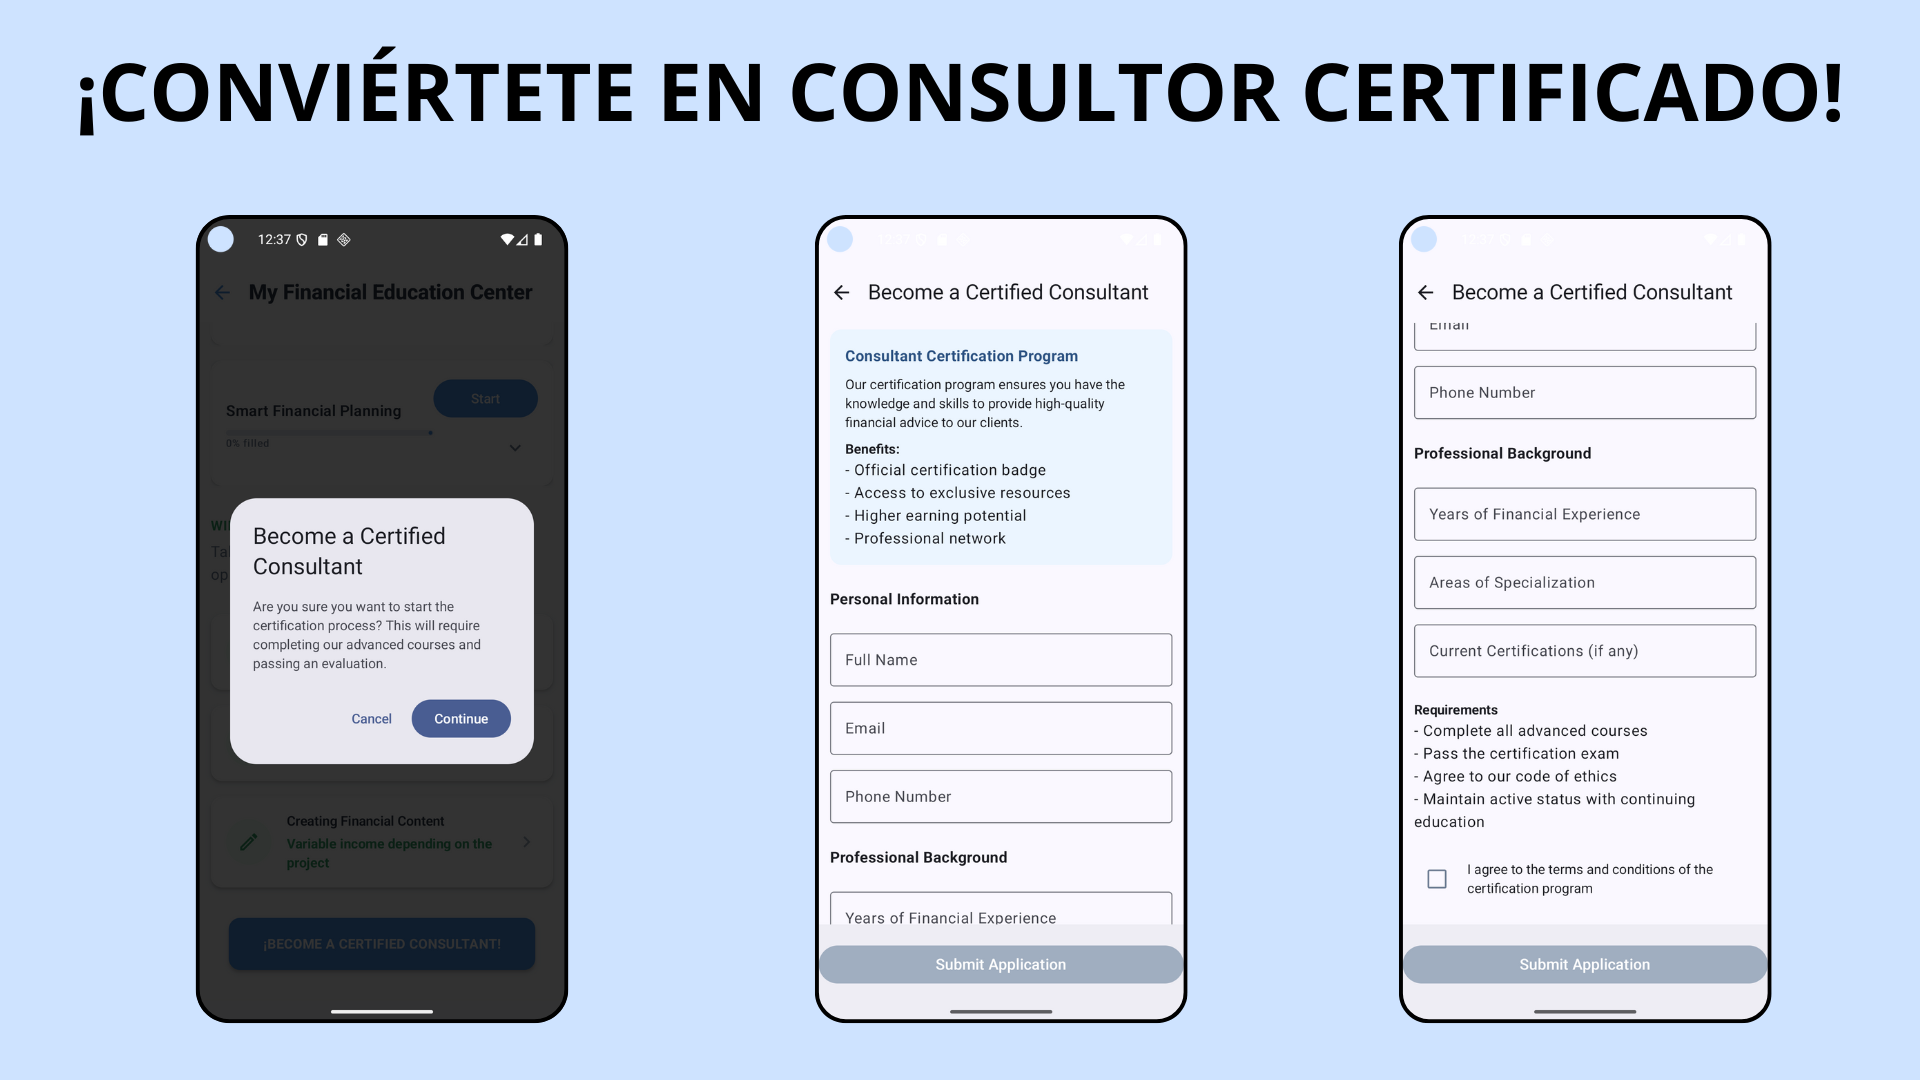 ¡CONVIÉRTETE EN CONSULTOR CERTIFICADO!
12:37
My Financial Education Center
Start
Smart Financial Planning
0% filled
Become a Certified
Consultant
Are you sure you want to start the
certification process? This will require
completing our advanced courses and
passing an evaluation.
Cancel
Continue
Creating Financial Content
Variable income depending on the
project
¡BECOME A CERTIFIED CONSULTANT!
12:37
Become a Certified Consultant
Consultant Certification Program
Our certification program ensures you have the
knowledge and skills to provide high-quality
financial advice to our clients.
Benefits:
- Official certification badge
- Access to exclusive resources
- Higher earning potential
- Professional network
Personal Information
Full Name
Email
Phone Number
Professional Background
Years of Financial Experience
Submit Application
12:37
Become a Certified Consultant
Email
Phone Number
Professional Background
Years of Financial Experience
Areas of Specialization
Current Certifications (if any)
Requirements
- Complete all advanced courses
- Pass the certification exam
- Agree to our code of ethics
- Maintain active status with continuing
education
I agree to the terms and conditions of the
certification program
Submit Application